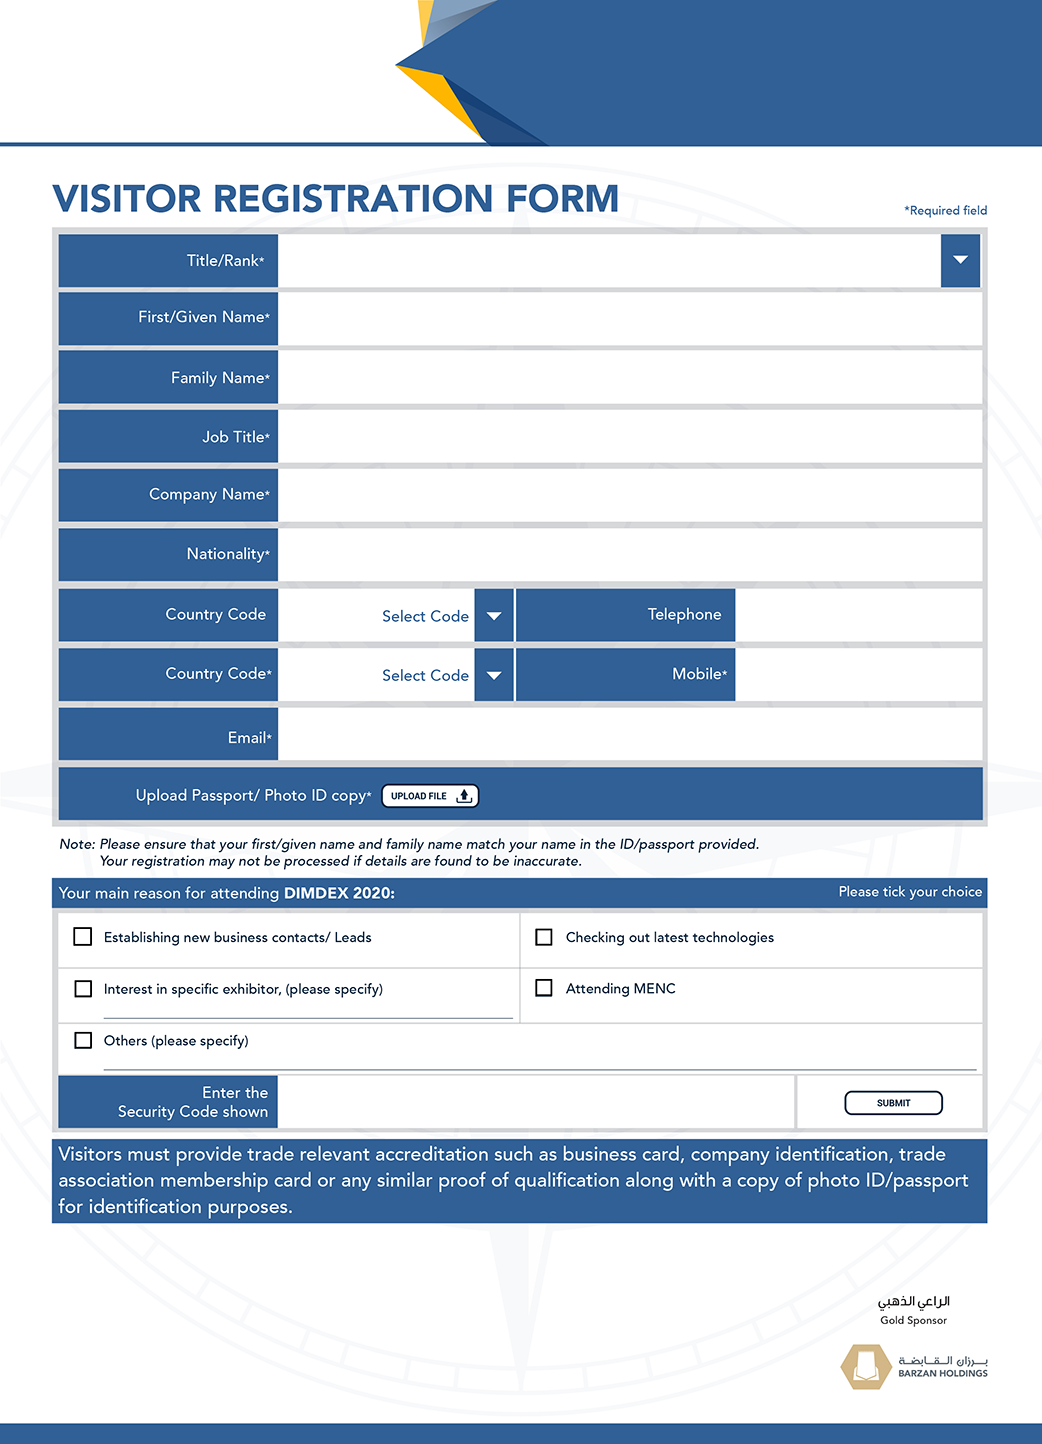 VISITOR REGISTRATION FORM
*Required field
Title/Rank*
First/Given Name*
Family Name*
Job Title*
Company Name*
Nationality*
Country Code Select Code Telephone
Country Code* Select Code Mobile*
Email*
Upload Passport/ Photo ID copy* UPLOAD FILE
Note: Please ensure that your first/given name and family name match your name in the ID/passport provided.
Your registration may not be processed if details are found to be inaccurate.
Your main reason for attending DIMDEX 2020: Please tick your choice
Establishing new business contacts/ Leads Checking out latest technologies
Interest in specific exhibitor, (please specify) Attending MENC
Others (please specify)
Enter the
Security Code shown
SUBMIT
Visitors must provide trade relevant accreditation such as business card, company identification, trade
association membership card or any similar proof of qualification along with a copy of photo ID/passport
for identification purposes.
الراعي الذهبي
Gold Sponsor
برزان القابضة
BARZAN HOLDINGS